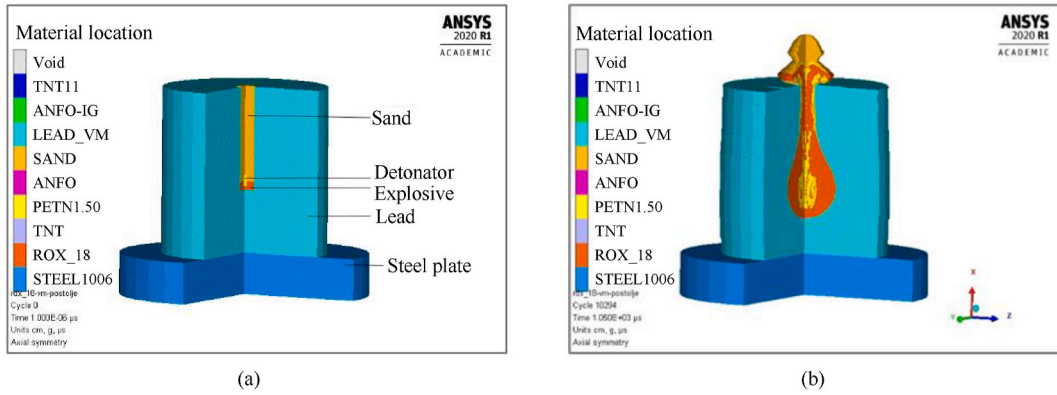 Material location
ANSYS
2020 R1
ACADEMIC
Void
TNT11
ANFO-IG
LEAD_VM
SAND
ANFO
PETN1.50
TNT
ROX_18
STEEL1006
Sand
Detonator
Explosive
Lead
Steel plate
Cycle 0
Time 1.000E-06 µs
Units cm, g, µs
Axial symmetry
(a)
Material location
ANSYS
2020 R1
ACADEMIC
Void
TNT11
ANFO-IG
LEAD_VM
SAND
ANFO
PETN1.50
TNT
ROX_18
STEEL1006
Cycle 10294
Time 1.050E+03 µs
Units cm, g, µs
Axial symmetry
X
Y
Z
(b)